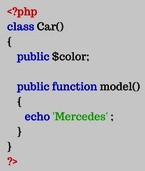 <?php
class Car()
{
public $color;
public function model()
{
echo 'Mercedes' ;
}
}
?>